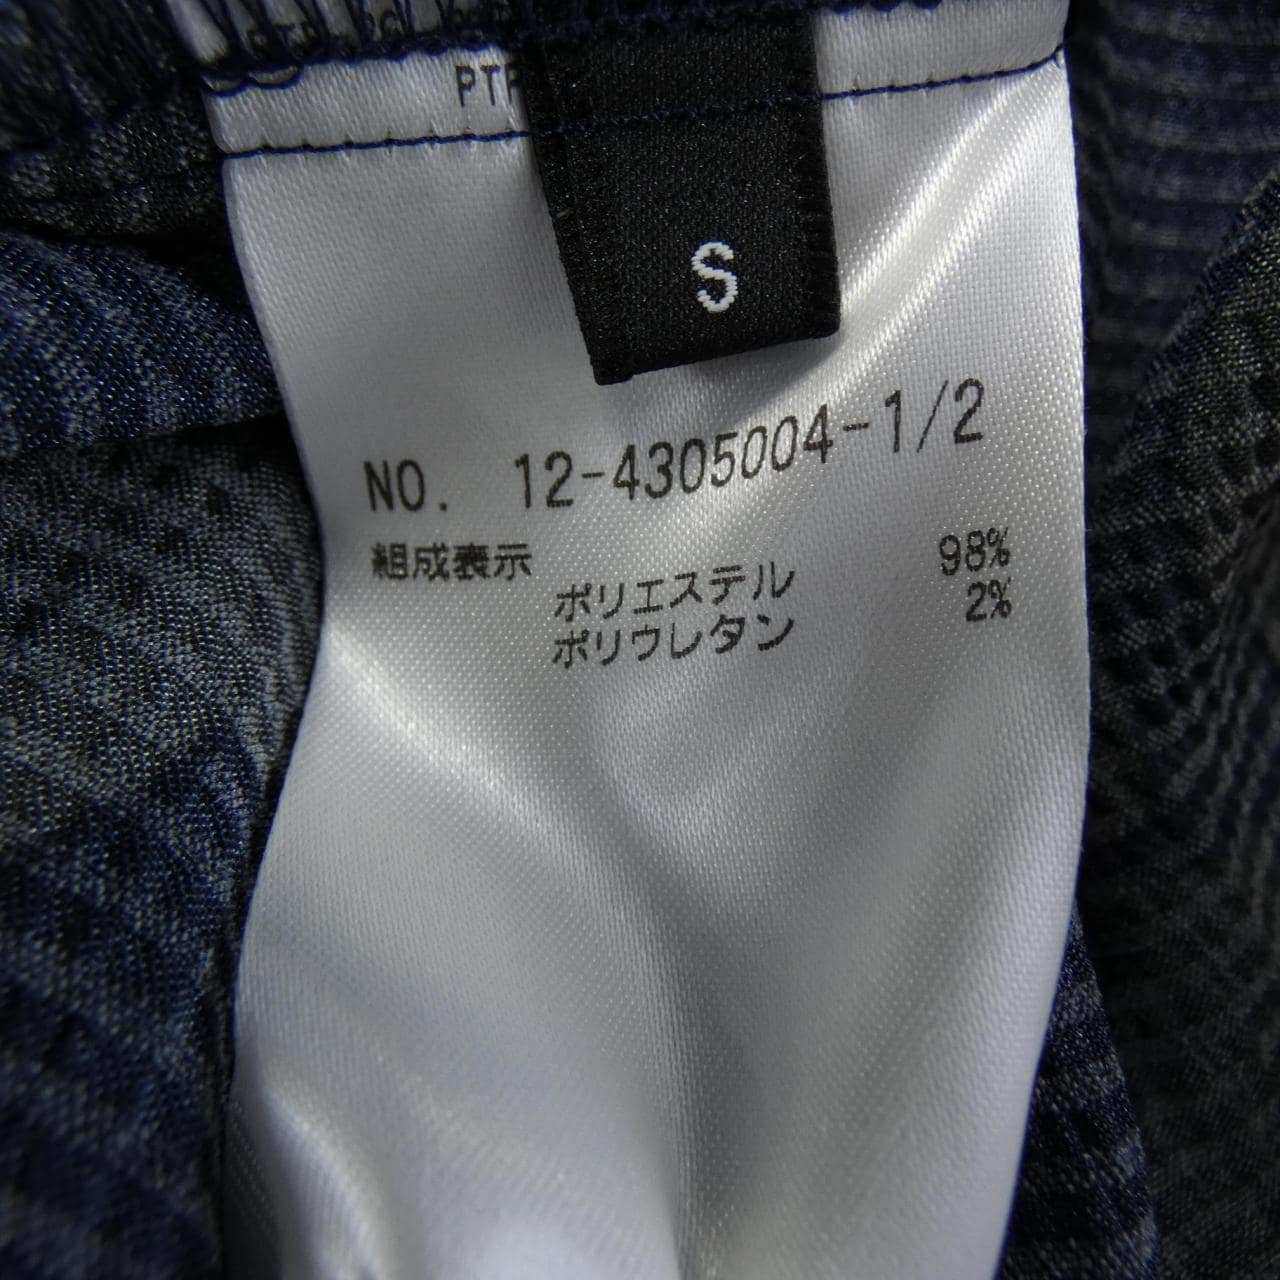 S
NO. 12-4305004-1/2
組成表示
ポリエステル 98%
ポリウレタン 2%